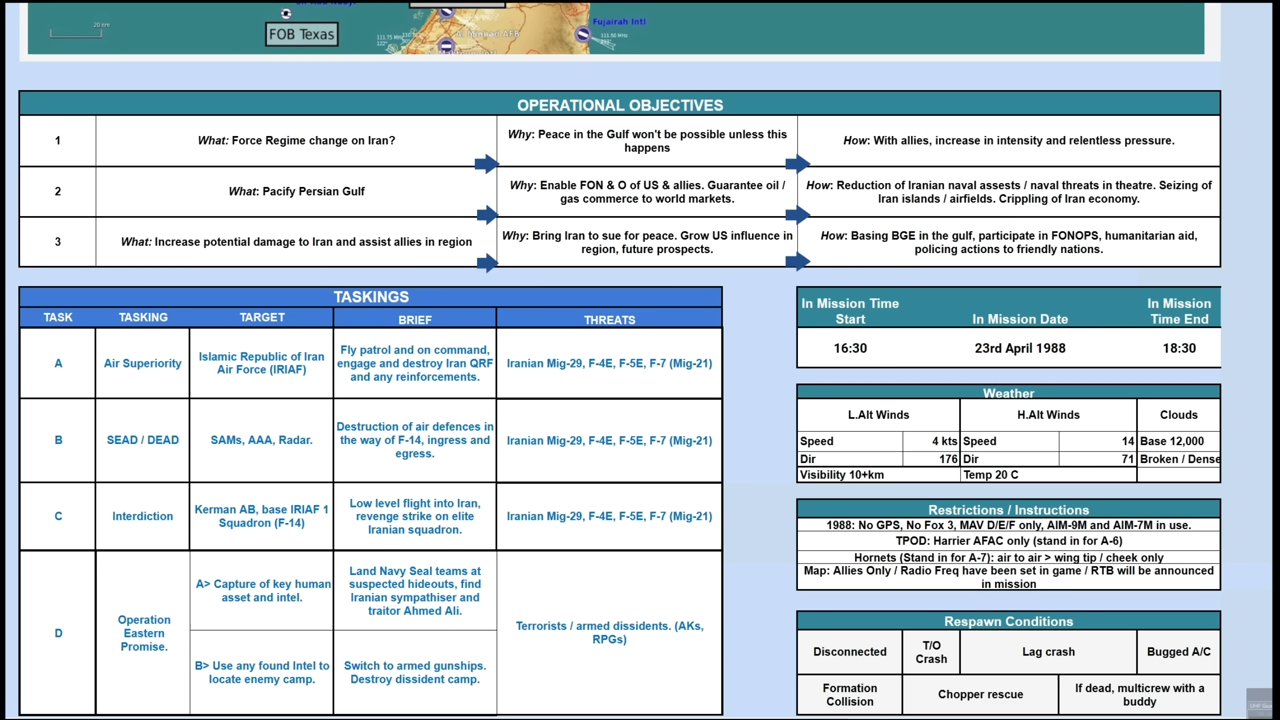 20 nm
FOB Texas
111.75 MHz
Al Minhad AFB
Fujairah Intl
111.50 MHz
OPERATIONAL OBJECTIVES
1
What: Force Regime change on Iran?
Why: Peace in the Gulf won't be possible unless this
happens
How: With allies, increase in intensity and relentless pressure.
2
What: Pacify Persian Gulf
Why: Enable FON & O of US & allies. Guarantee oil /
gas commerce to world markets.
How: Reduction of Iranian naval assests / naval threats in theatre. Seizing of
Iran islands / airfields. Crippling of Iran economy.
3
What: Increase potential damage to Iran and assist allies in region
Why: Bring Iran to sue for peace. Grow US influence in
region, future prospects.
How: Basing BGE in the gulf, participate in FONOPS, humanitarian aid,
policing actions to friendly nations.
TASKINGS
TASK TASKING TARGET BRIEF THREATS
A
Air Superiority
Islamic Republic of Iran
Air Force (IRIAF)
Fly patrol and on command,
engage and destroy Iran QRF
and any reinforcements.
Iranian Mig-29, F-4E, F-5E, F-7 (Mig-21)
B
SEAD / DEAD
SAMs, AAA, Radar.
Destruction of air defences in
the way of F-14, ingress and
egress.
Iranian Mig-29, F-4E, F-5E, F-7 (Mig-21)
C
Interdiction
Kerman AB, base IRIAF 1
Squadron (F-14)
Low level flight into Iran,
revenge strike on elite
Iranian squadron.
Iranian Mig-29, F-4E, F-5E, F-7 (Mig-21)
D
Operation
Eastern
Promise.
A> Capture of key human
asset and intel.
Land Navy Seal teams at
suspected hideouts, find
Iranian sympathiser and
traitor Ahmed Ali.
Terrorists / armed dissidents. (AKs,
RPGs)
B> Use any found Intel to
locate enemy camp.
Switch to armed gunships.
Destroy dissident camp.
In Mission Time
Start
In Mission Date
In Mission
Time End
16:30 23rd April 1988 18:30
Weather
L.Alt Winds H.Alt Winds Clouds
Speed 4 kts Speed 14 Base 12,000
Dir 176 Dir 71 Broken / Dense
Visibility 10+km Temp 20 C
Restrictions / Instructions
1988: No GPS, No Fox 3, MAV D/E/F only, AIM-9M and AIM-7M in use.
TPOD: Harrier AFAC only (stand in for A-6)
Hornets (Stand in for A-7): air to air > wing tip / cheek only
Map: Allies Only / Radio Freq have been set in game / RTB will be announced
in mission
Respawn Conditions
Disconnected
T/O
Crash
Lag crash
Bugged A/C
Formation
Collision
Chopper rescue
If dead, multicrew with a
buddy